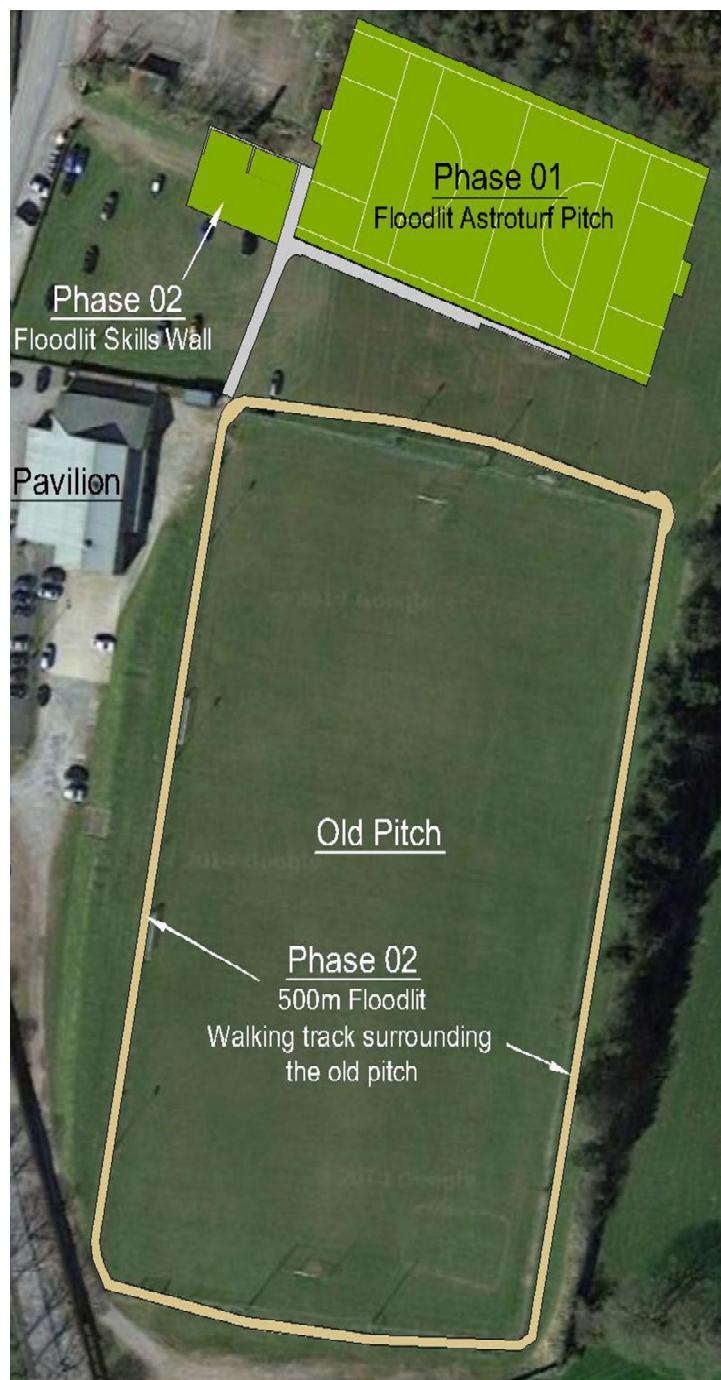 Phase 01
Floodlit Astroturf Pitch
Phase 02
Floodlit Skills Wall
Pavilion
Old Pitch
Phase 02
500m Floodlit
Walking track surrounding
the old pitch